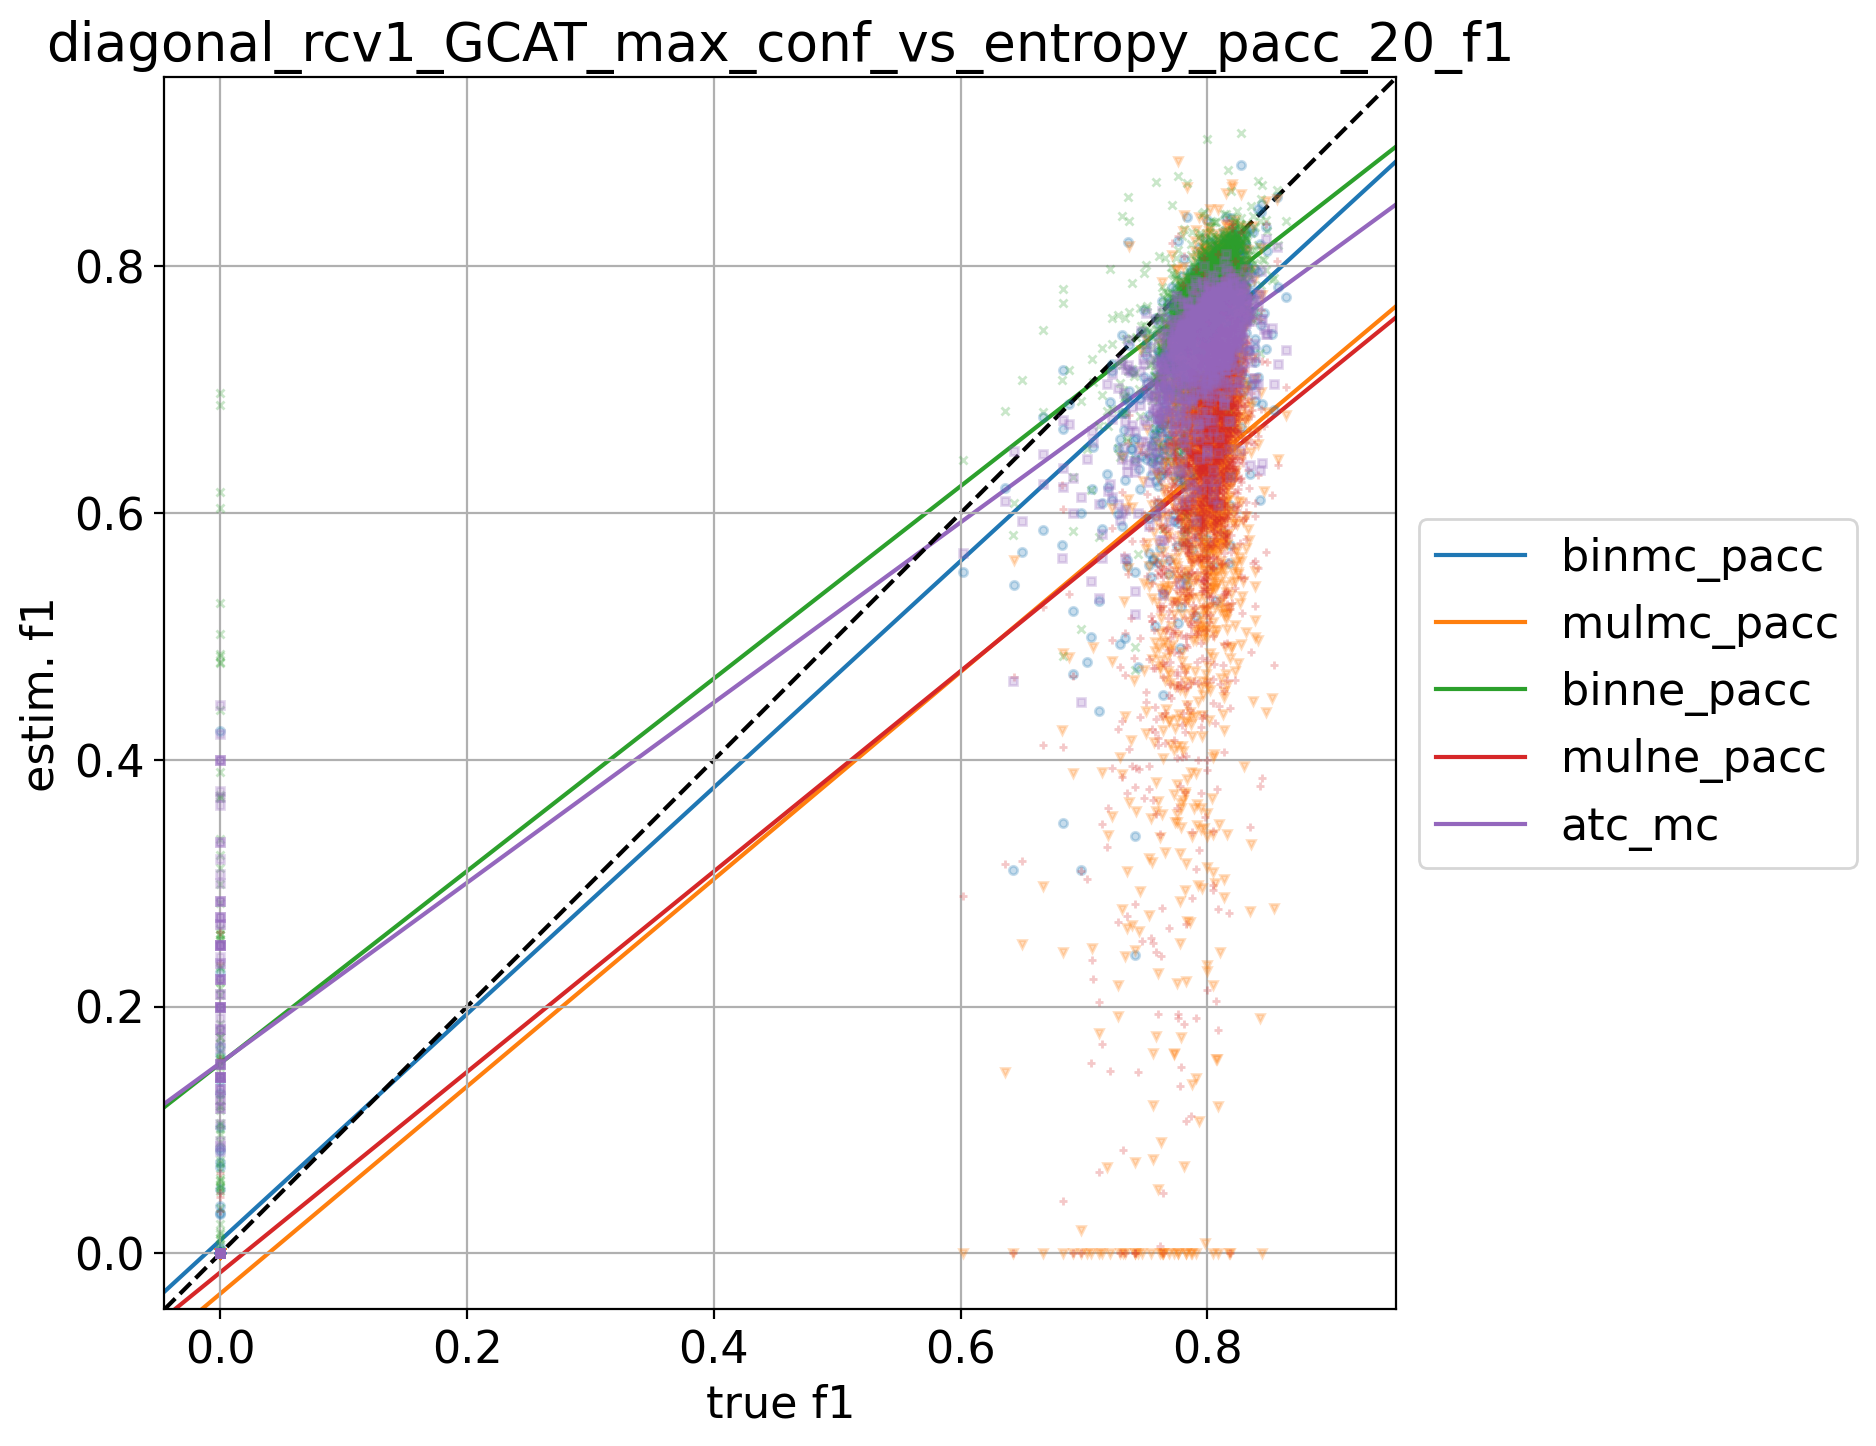 diagonal_rcv1_GCAT_max_conf_vs_entropy_pacc_20_f1
estim. f1
0.8
0.6
0.4
0.2
0.0
0.0 0.2 0.4 0.6 0.8
true f1
binmc_pacc
mulmc_pacc
binne_pacc
mulne_pacc
atc_mc